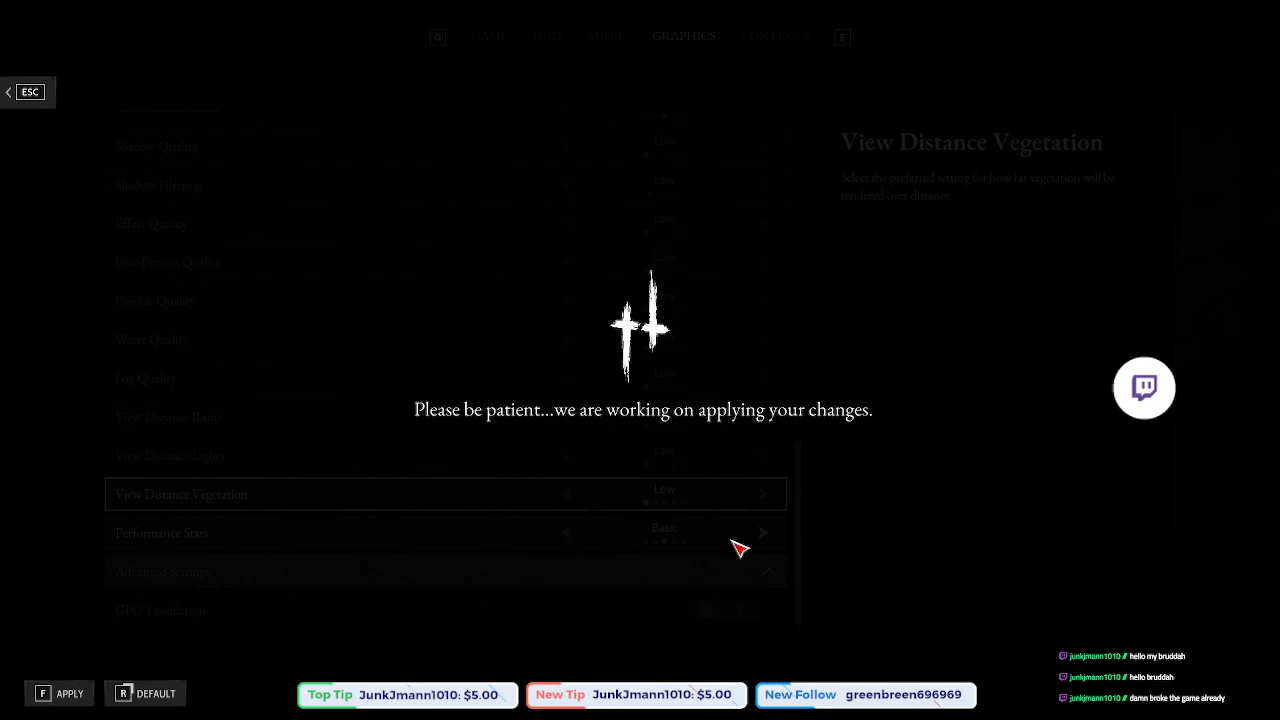 Q GAME HUD AUDIO GRAPHICS CONTROLS E
ESC
Shadow Quality Low
Shadow Filtering Low
Effect Quality Low
Post-Process Quality Low
Particle Quality
Water Quality
Fog Quality Low
View Distance Ratio
View Distance Lights Low
View Distance Vegetation Low
Performance Stats Basic
Advanced Settings
GPU Tessellation
View Distance Vegetation
Select the preferred setting for how far vegetation will be
rendered over distance.
Please be patient...we are working on applying your changes.
F APPLY R DEFAULT
Top Tip JunkJmann1010: $5.00
New Tip JunkJmann1010: $5.00
New Follow greenbreen696969
junkjmann1010 // hello my bruddah
junkjmann1010 // hello bruddah
junkjmann1010 // damn broke the game already